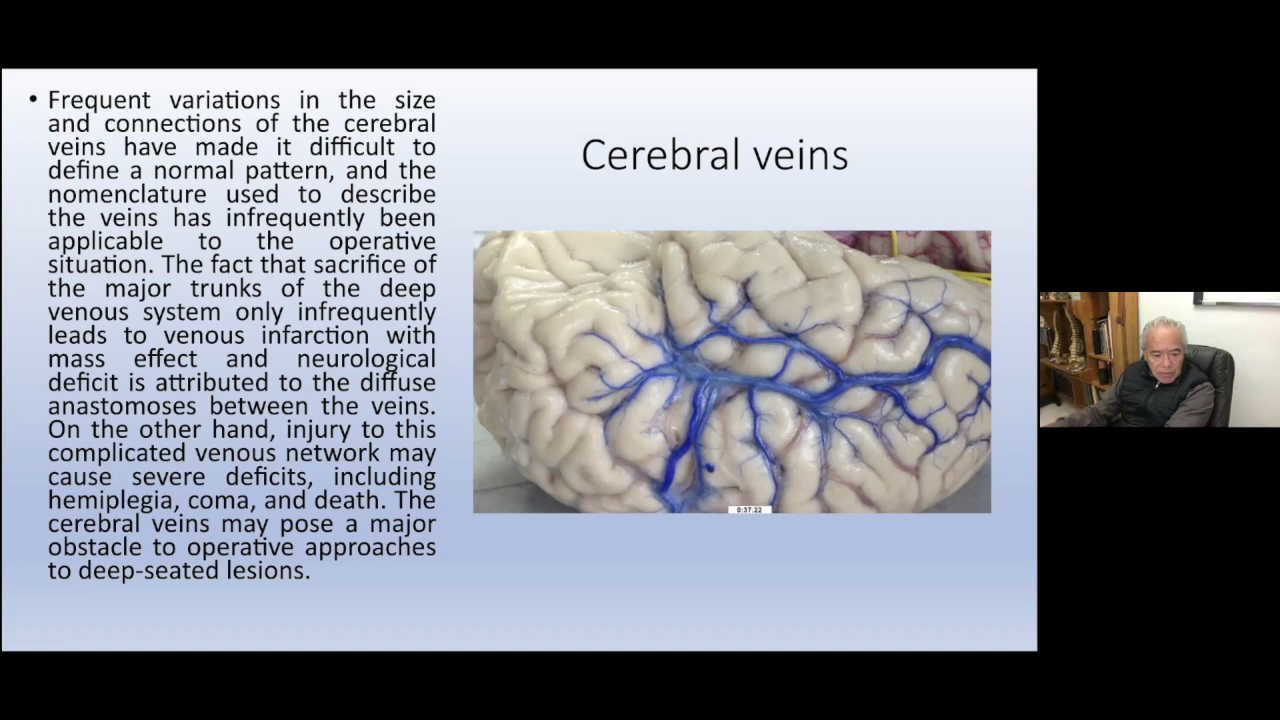 • Frequent variations in the size
and connections of the cerebral
veins have made it difficult to
define a normal pattern, and the
nomenclature used to describe
the veins has infrequently been
applicable to the operative
situation. The fact that sacrifice of
the major trunks of the deep
venous system only infrequently
leads to venous infarction with
mass effect and neurological
deficit is attributed to the diffuse
anastomoses between the veins.
On the other hand, injury to this
complicated venous network may
cause severe deficits, including
hemiplegia, coma, and death. The
cerebral veins may pose a major
obstacle to operative approaches
to deep-seated lesions.
Cerebral veins
0:37.22